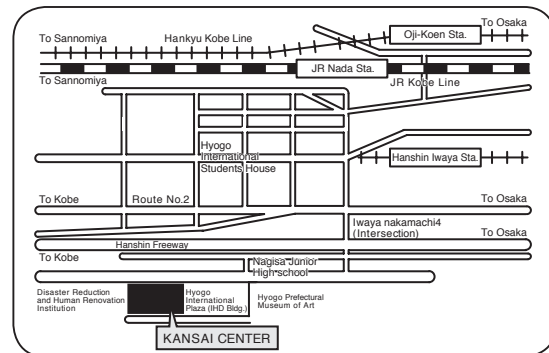 To Osaka
Oji-Koen Sta.
To Sannomiya
Hankyu Kobe Line
JR Nada Sta.
To Sannomiya
JR Kobe Line
Hyogo
International
Students House
Hanshin Iwaya Sta.
To Kobe
Route No.2
To Osaka
Iwaya nakamachi4
(Intersection)
To Osaka
Hanshin Freeway
To Kobe
Nagisa Junior
High school
Disaster Reduction
and Human Renovation
Institution
Hyogo
International
Plaza (IHD Bldg.)
Hyogo Prefectural
Museum of Art
KANSAI CENTER